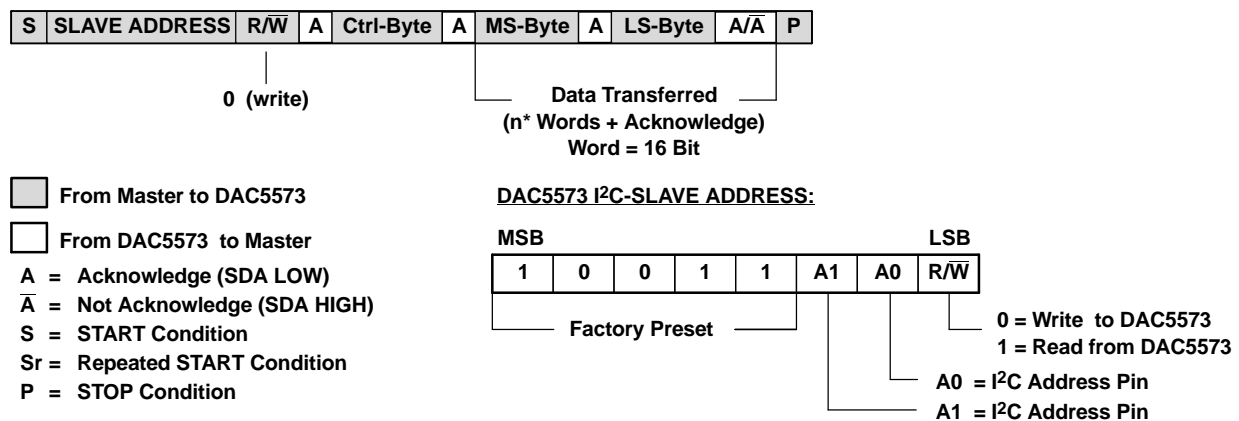 S SLAVE ADDRESS R/W̅ A Ctrl-Byte A MS-Byte A LS-Byte A/A̅ P
0 (write)
Data Transferred
(n* Words + Acknowledge)
Word = 16 Bit
From Master to DAC5573
From DAC5573 to Master
A = Acknowledge (SDA LOW)
A̅ = Not Acknowledge (SDA HIGH)
S = START Condition
Sr = Repeated START Condition
P = STOP Condition
DAC5573 I²C-SLAVE ADDRESS:
MSB LSB
1 0 0 1 1 A1 A0 R/W̅
Factory Preset
0 = Write to DAC5573
1 = Read from DAC5573
A0 = I²C Address Pin
A1 = I²C Address Pin